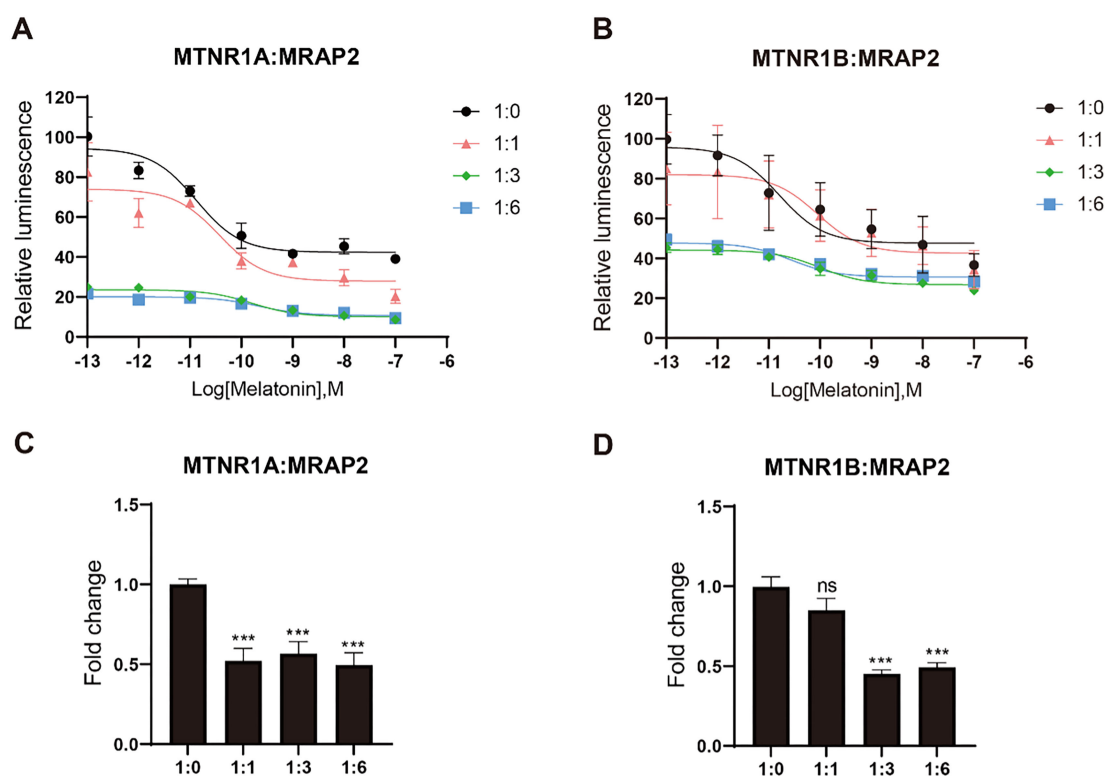 A
MTNR1A:MRAP2
Relative luminescence
120
100
80
60
40
20
0
-13 -12 -11 -10 -9 -8 -7 -6
Log[Melatonin],M
1:0
1:1
1:3
1:6
B
MTNR1B:MRAP2
Relative luminescence
120
100
80
60
40
20
0
-13 -12 -11 -10 -9 -8 -7 -6
Log[Melatonin],M
1:0
1:1
1:3
1:6
C
MTNR1A:MRAP2
Fold change
1.5
1.0
0.5
0.0
*** *** ***
1:0 1:1 1:3 1:6
D
MTNR1B:MRAP2
Fold change
1.5
1.0
0.5
0.0
ns *** ***
1:0 1:1 1:3 1:6